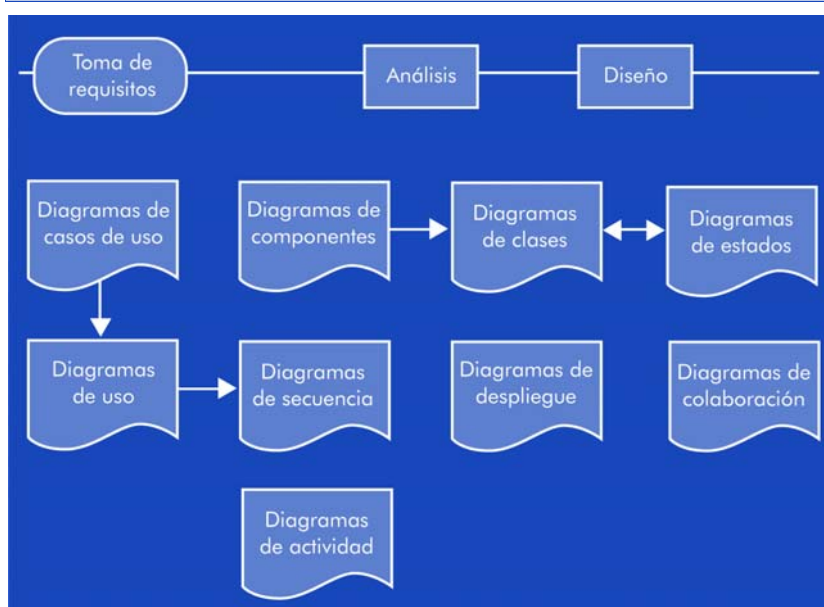 Toma de
requisitos
Análisis
Diseño
Diagramas de
casos de uso
Diagramas de
componentes
Diagramas
de clases
Diagramas
de estados
Diagramas
de uso
Diagramas
de secuencia
Diagramas de
despliegue
Diagramas de
colaboración
Diagramas
de actividad